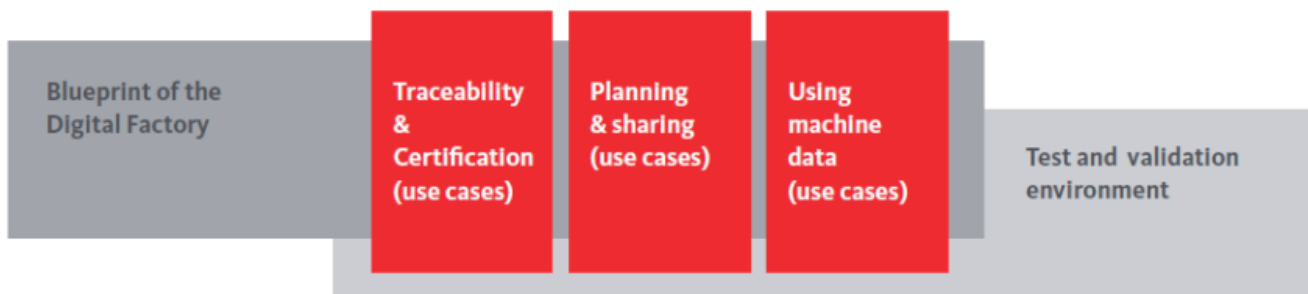 Blueprint of the
Digital Factory
Traceability
&
Certification
(use cases)
Planning
& sharing
(use cases)
Using
machine
data
(use cases)
Test and validation
environment